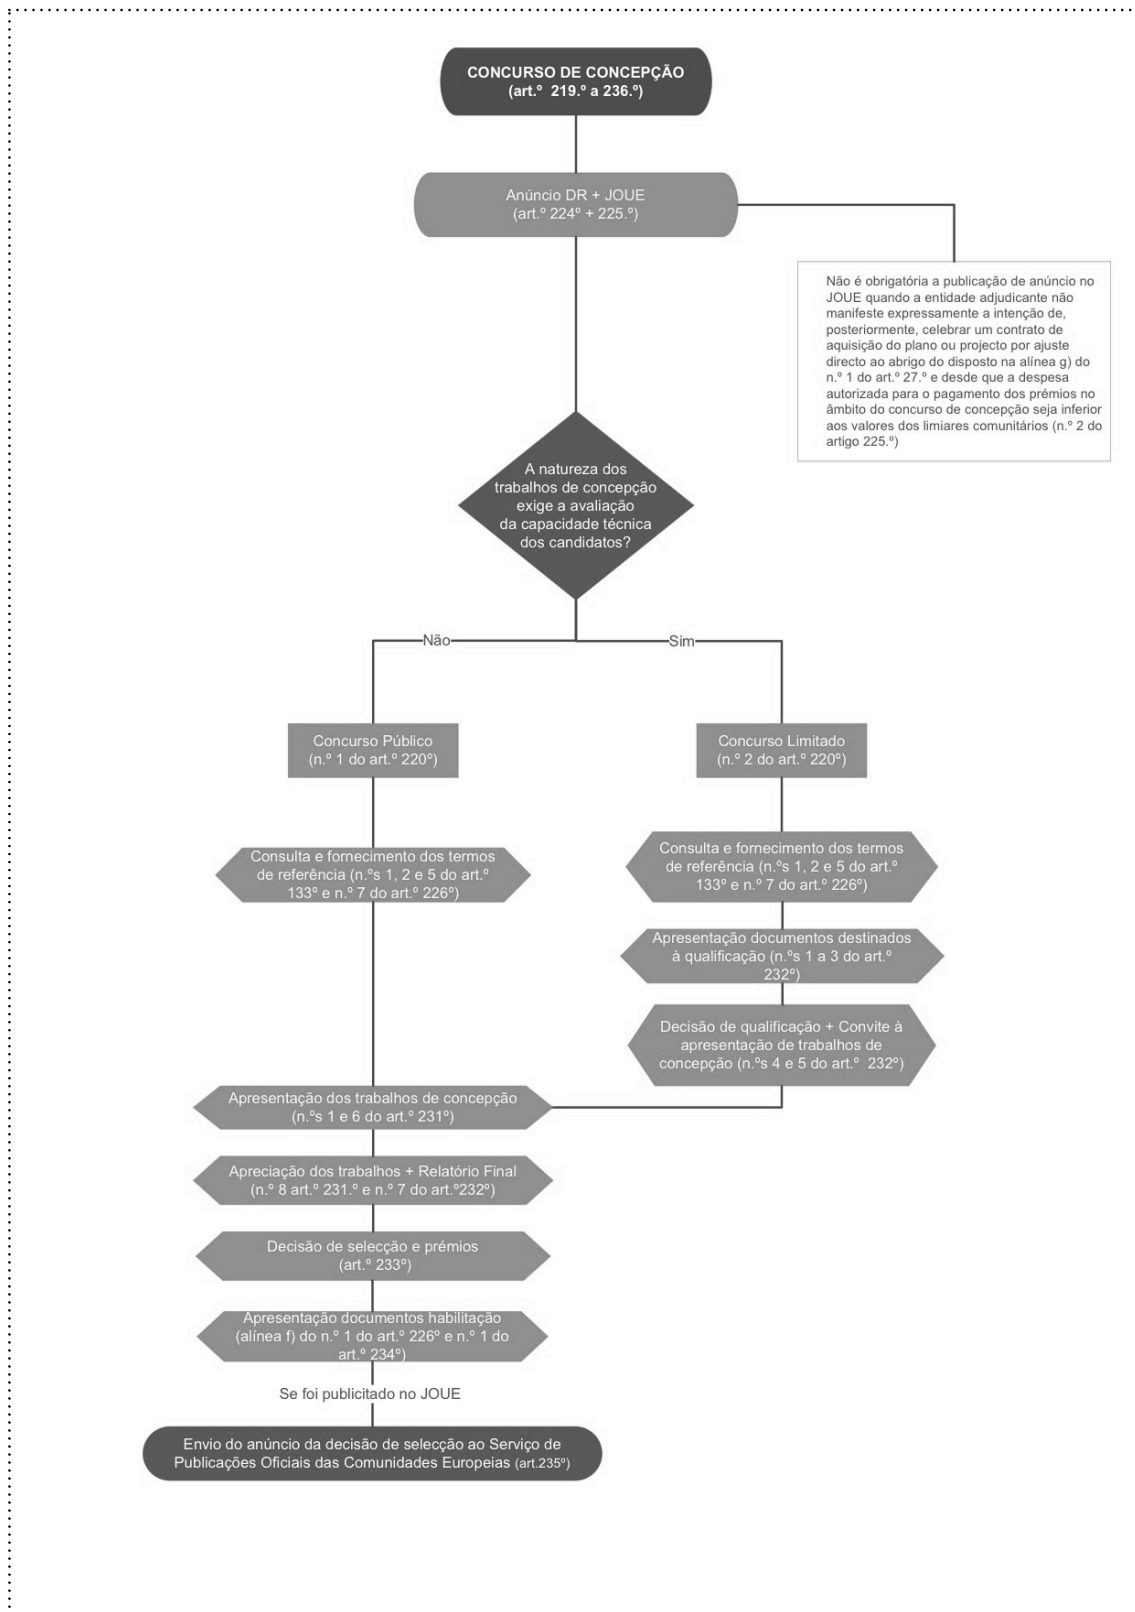 CONCURSO DE CONCEPÇÃO
(art.º 219.º a 236.º)
Anúncio DR + JOUE
(art.º 224º + 225.º)
Não é obrigatória a publicação de anúncio no
JOUE quando a entidade adjudicante não
manifeste expressamente a intenção de,
posteriormente, celebrar um contrato de
aquisição do plano ou projecto por ajuste
directo ao abrigo do disposto na alínea g) do
n.º 1 do art.º 27.º e desde que a despesa
autorizada para o pagamento dos prémios no
âmbito do concurso de concepção seja inferior
aos valores dos limiares comunitários (n.º 2 do
artigo 225.º)
A natureza dos
trabalhos de concepção
exige a avaliação
da capacidade técnica
dos candidatos?
Não
Sim
Concurso Público
(n.º 1 do art.º 220º)
Concurso Limitado
(n.º 2 do art.º 220º)
Consulta e fornecimento dos termos
de referência (n.ºs 1, 2 e 5 do art.º
133º e n.º 7 do art.º 226º)
Consulta e fornecimento dos termos
de referência (n.ºs 1, 2 e 5 do art.º
133º e n.º 7 do art.º 226º)
Apresentação documentos destinados
à qualificação (n.ºs 1 a 3 do art.º
232º)
Decisão de qualificação + Convite à
apresentação de trabalhos de
concepção (n.ºs 4 e 5 do art.º 232º)
Apresentação dos trabalhos de concepção
(n.ºs 1 e 6 do art.º 231º)
Apreciação dos trabalhos + Relatório Final
(n.º 8 art.º 231.º e n.º 7 do art.º232º)
Decisão de selecção e prémios
(art.º 233º)
Apresentação documentos habilitação
(alínea f) do n.º 1 do art.º 226º e n.º 1 do
art.º 234º)
Se foi publicitado no JOUE
Envio do anúncio da decisão de selecção ao Serviço de
Publicações Oficiais das Comunidades Europeias (art.235º)